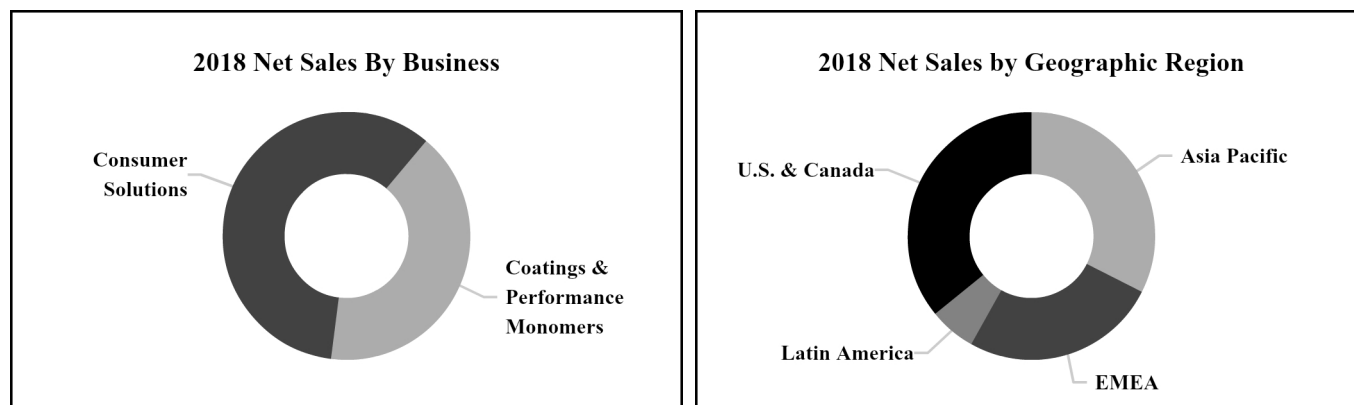 2018 Net Sales By Business
Consumer
Solutions
Coatings &
Performance
Monomers
2018 Net Sales by Geographic Region
U.S. & Canada
Asia Pacific
Latin America
EMEA